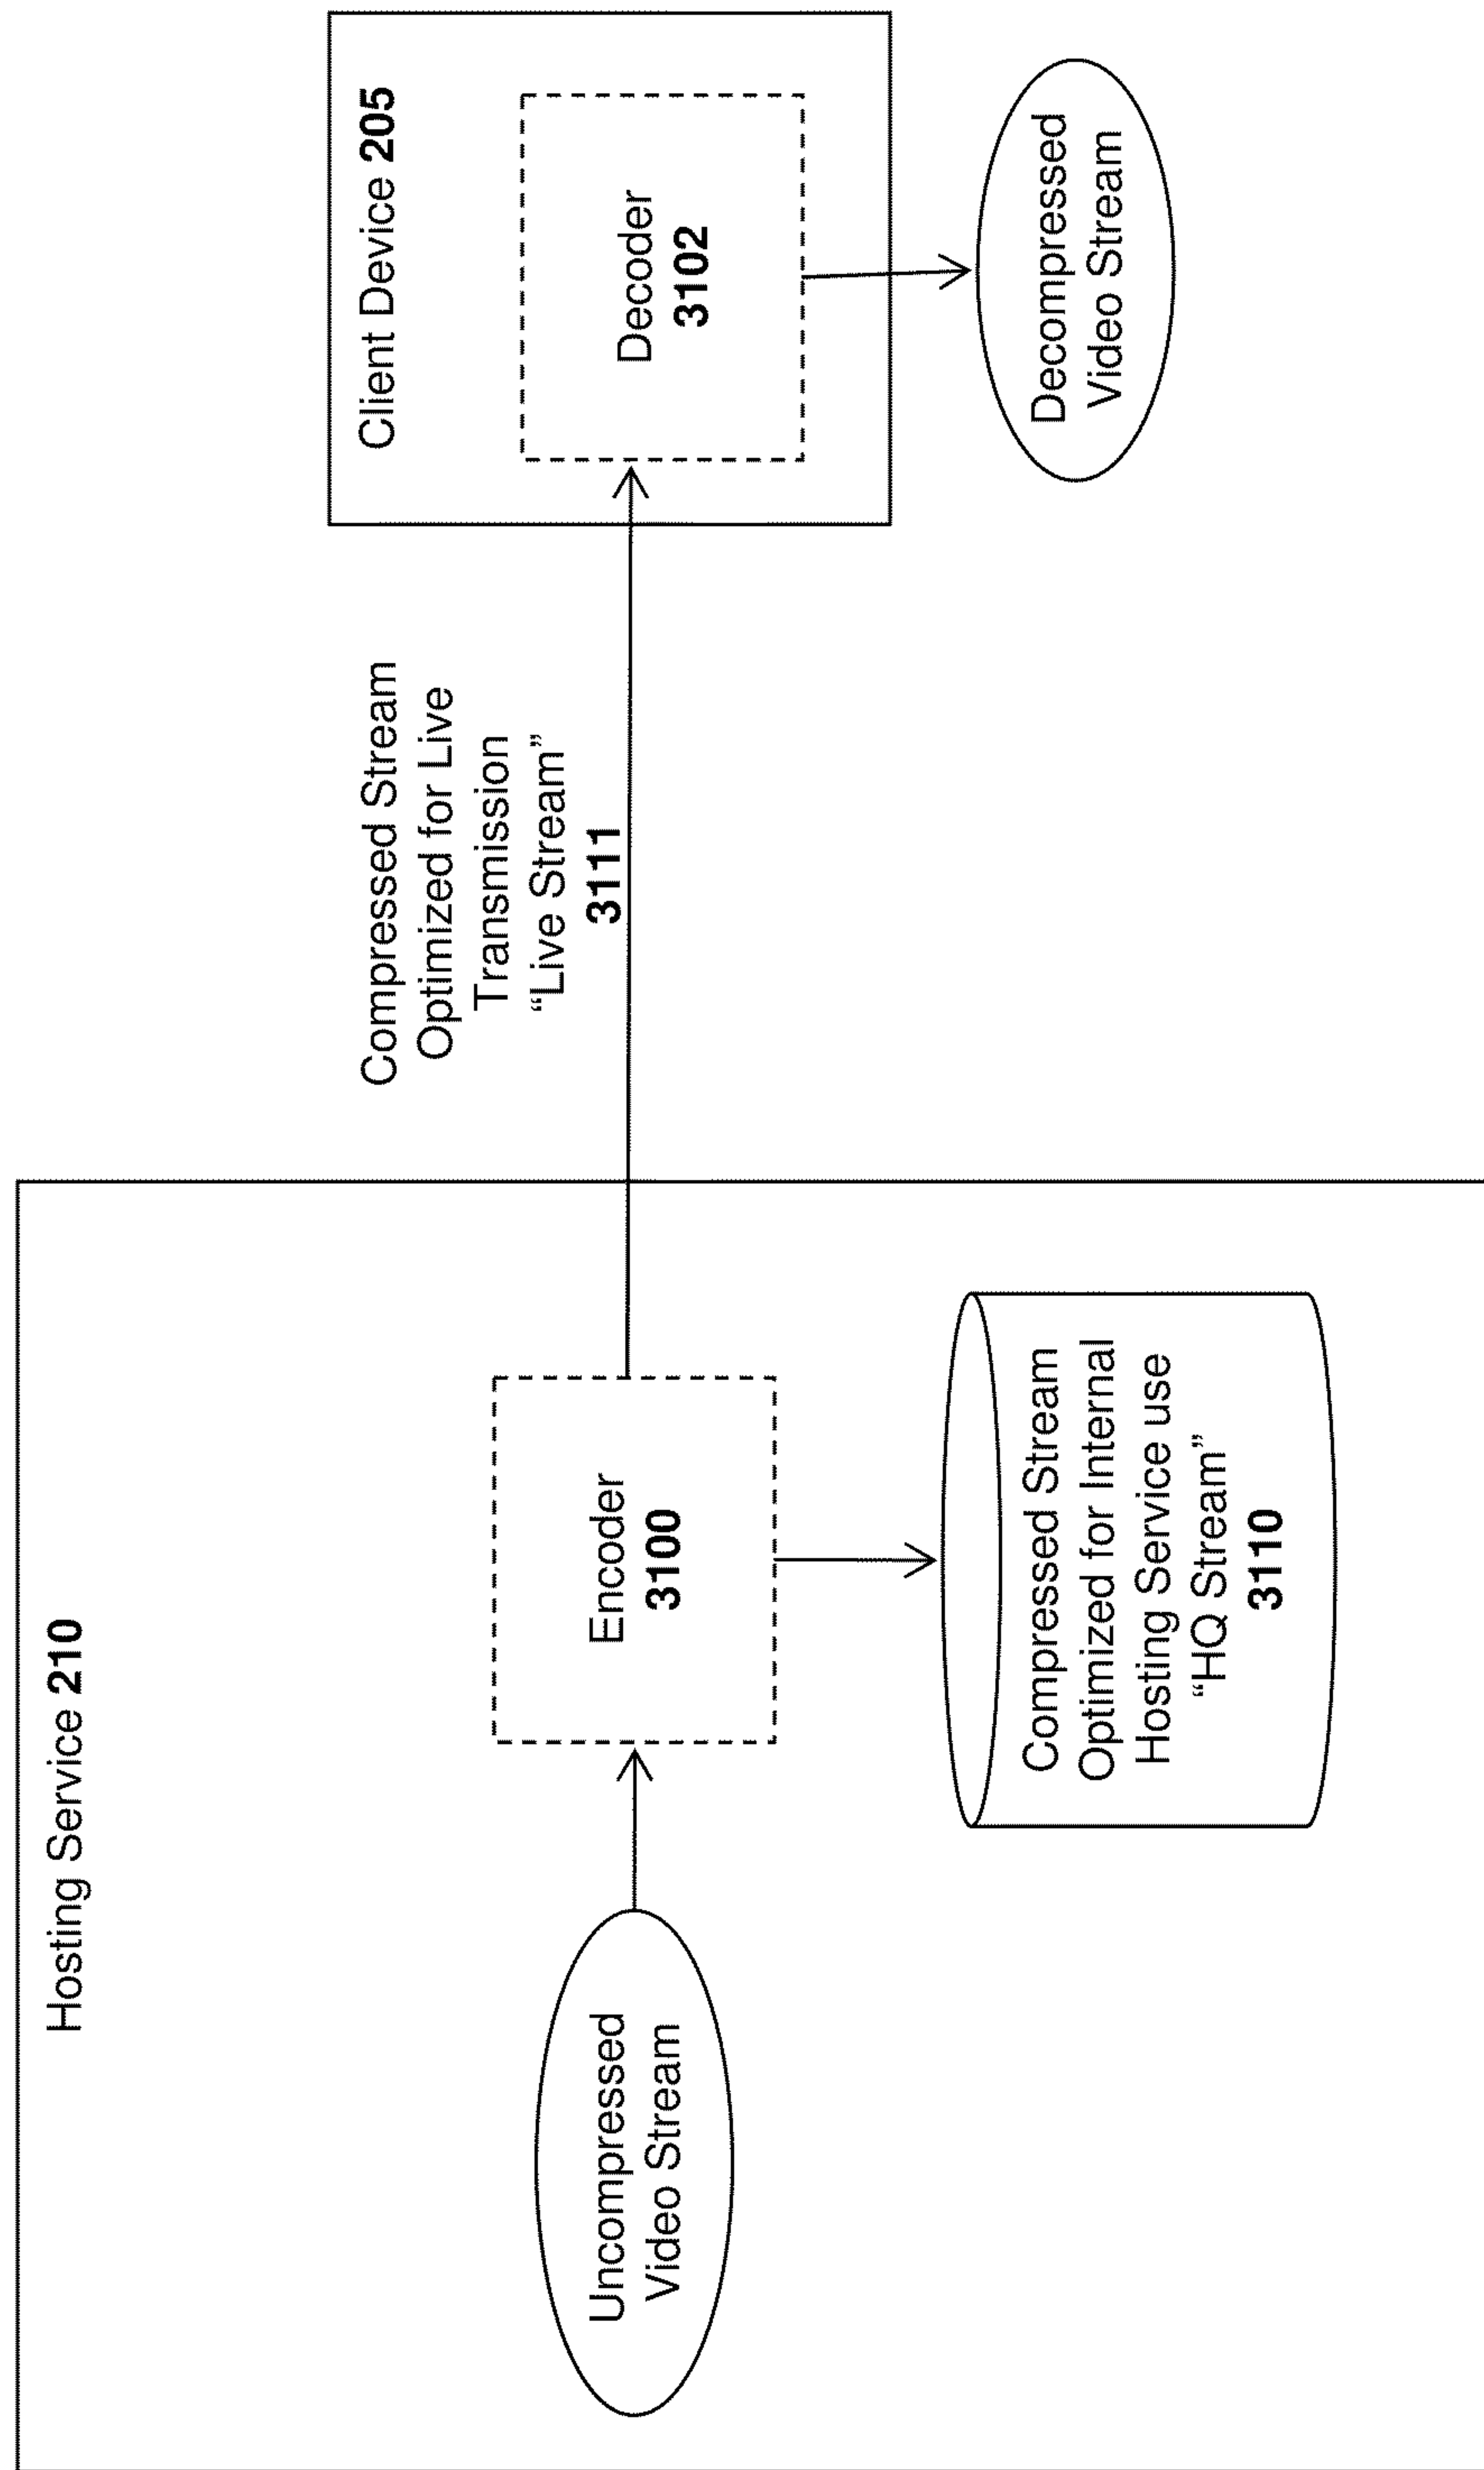 Hosting Service 210
Uncompressed
Video Stream
Encoder
3100
Compressed Stream
Optimized for Internal
Hosting Service use
“HQ Stream”
3110
Compressed Stream
Optimized for Live
Transmission
“Live Stream”
3111
Client Device 205
Decoder
3102
Decompressed
Video Stream